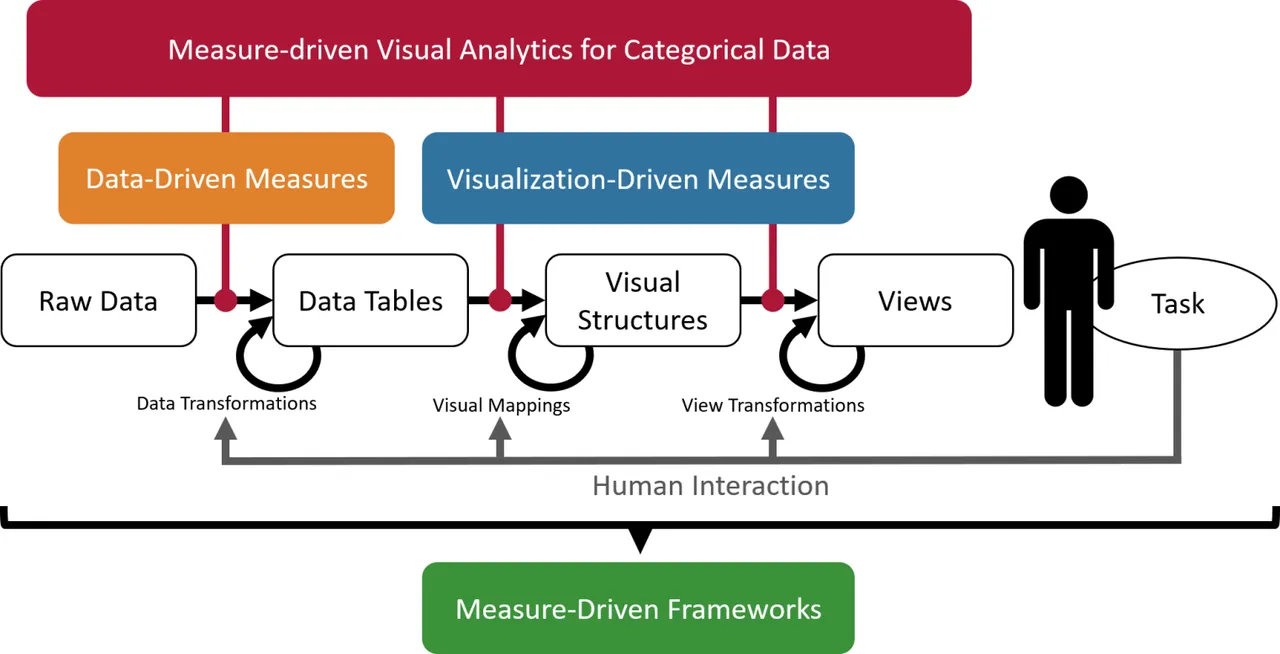 Measure-driven Visual Analytics for Categorical Data
Data-Driven Measures
Visualization-Driven Measures
Raw Data
Data Tables
Visual
Structures
Views
Task
Data Transformations
Visual Mappings
View Transformations
Human Interaction
Measure-Driven Frameworks